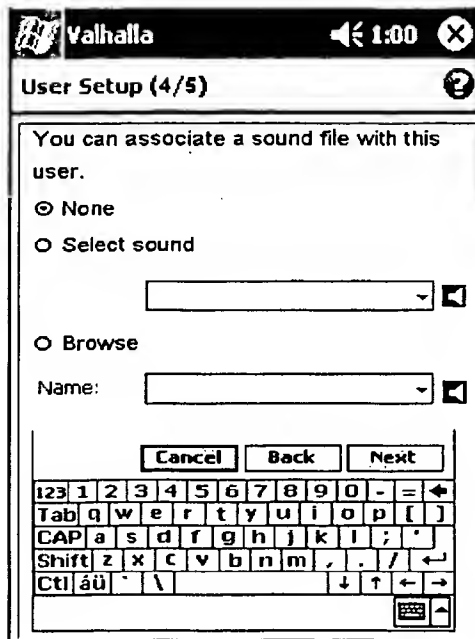 Valhalla 1:00
User Setup (4/5)
You can associate a sound file with this
user.
None
Select sound
Browse
Name:
Cancel Back Next
123 1 2 3 4 5 6 7 8 9 0 - =
Tab q w e r t y u i o p [ ]
CAP a s d f g h j k l ; '
Shift z x c v b n m , . /
Ctl áü ` \